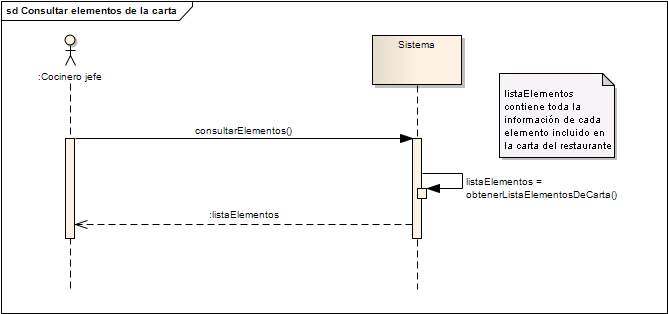 sd Consultar elementos de la carta
:Cocinero jefe
Sistema
listaElementos
contiene toda la
información de cada
elemento incluido en
la carta del restaurante
consultarElementos()
listaElementos =
obtenerListaElementosDeCarta()
:listaElementos